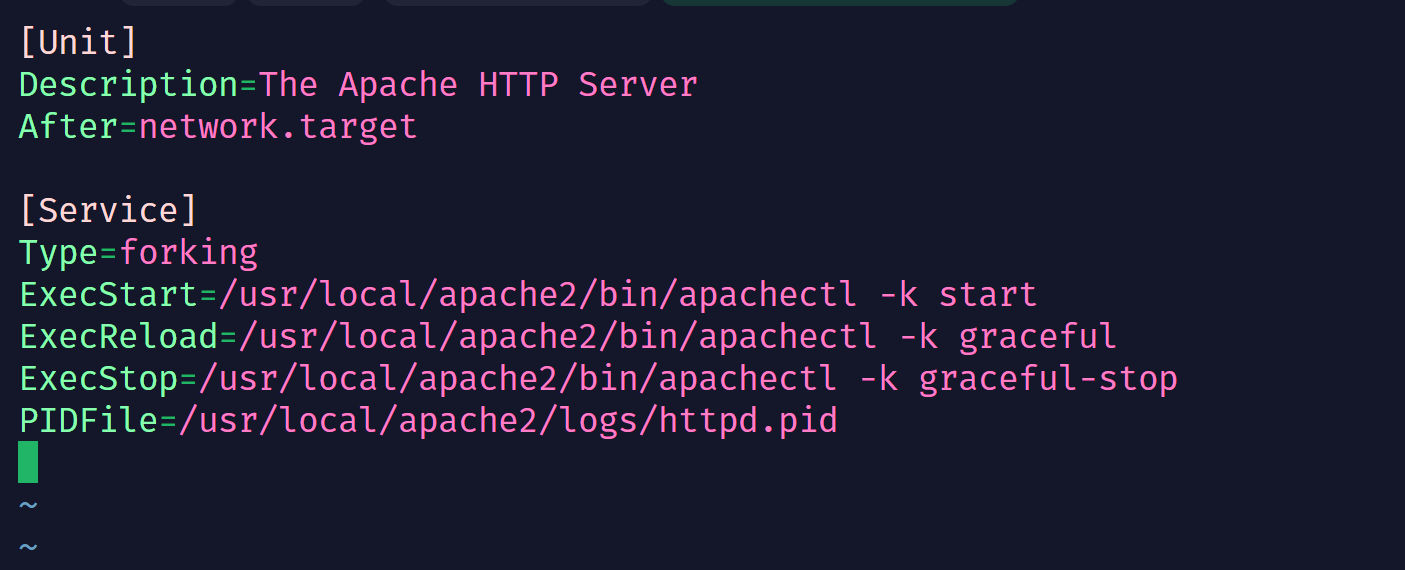 [Unit]
Description=The Apache HTTP Server
After=network.target

[Service]
Type=forking
ExecStart=/usr/local/apache2/bin/apachectl -k start
ExecReload=/usr/local/apache2/bin/apachectl -k graceful
ExecStop=/usr/local/apache2/bin/apachectl -k graceful-stop
PIDFile=/usr/local/apache2/logs/httpd.pid

~
~